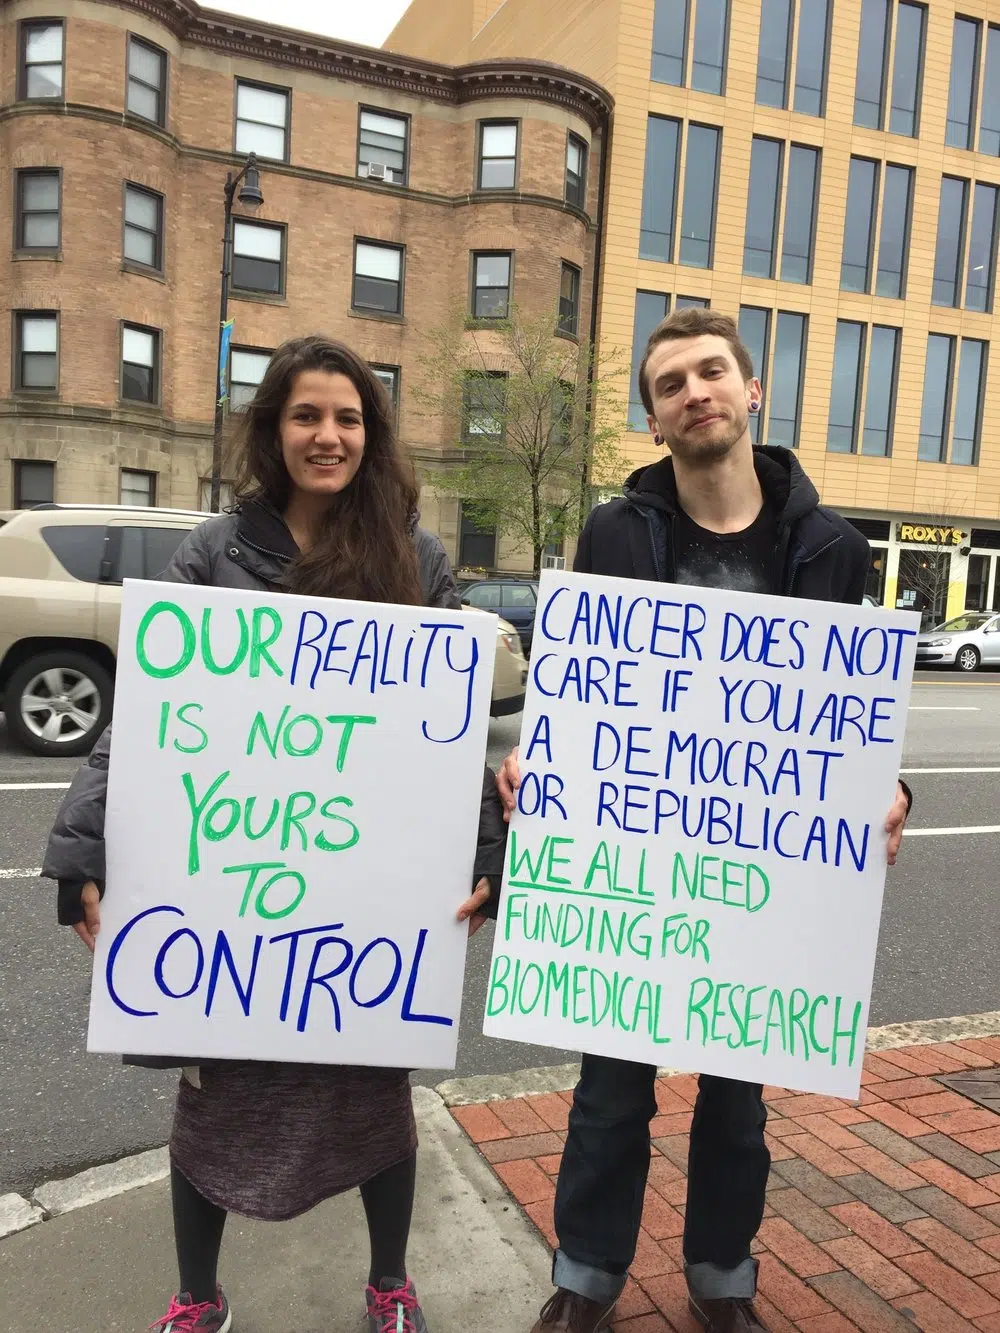 ROXY'S
OUR REALITY
IS NOT
YOURS
TO
CONTROL
CANCER DOES NOT
CARE IF YOU ARE
A DEMOCRAT
OR REPUBLICAN
WE ALL NEED
FUNDING FOR
BIOMEDICAL RESEARCH